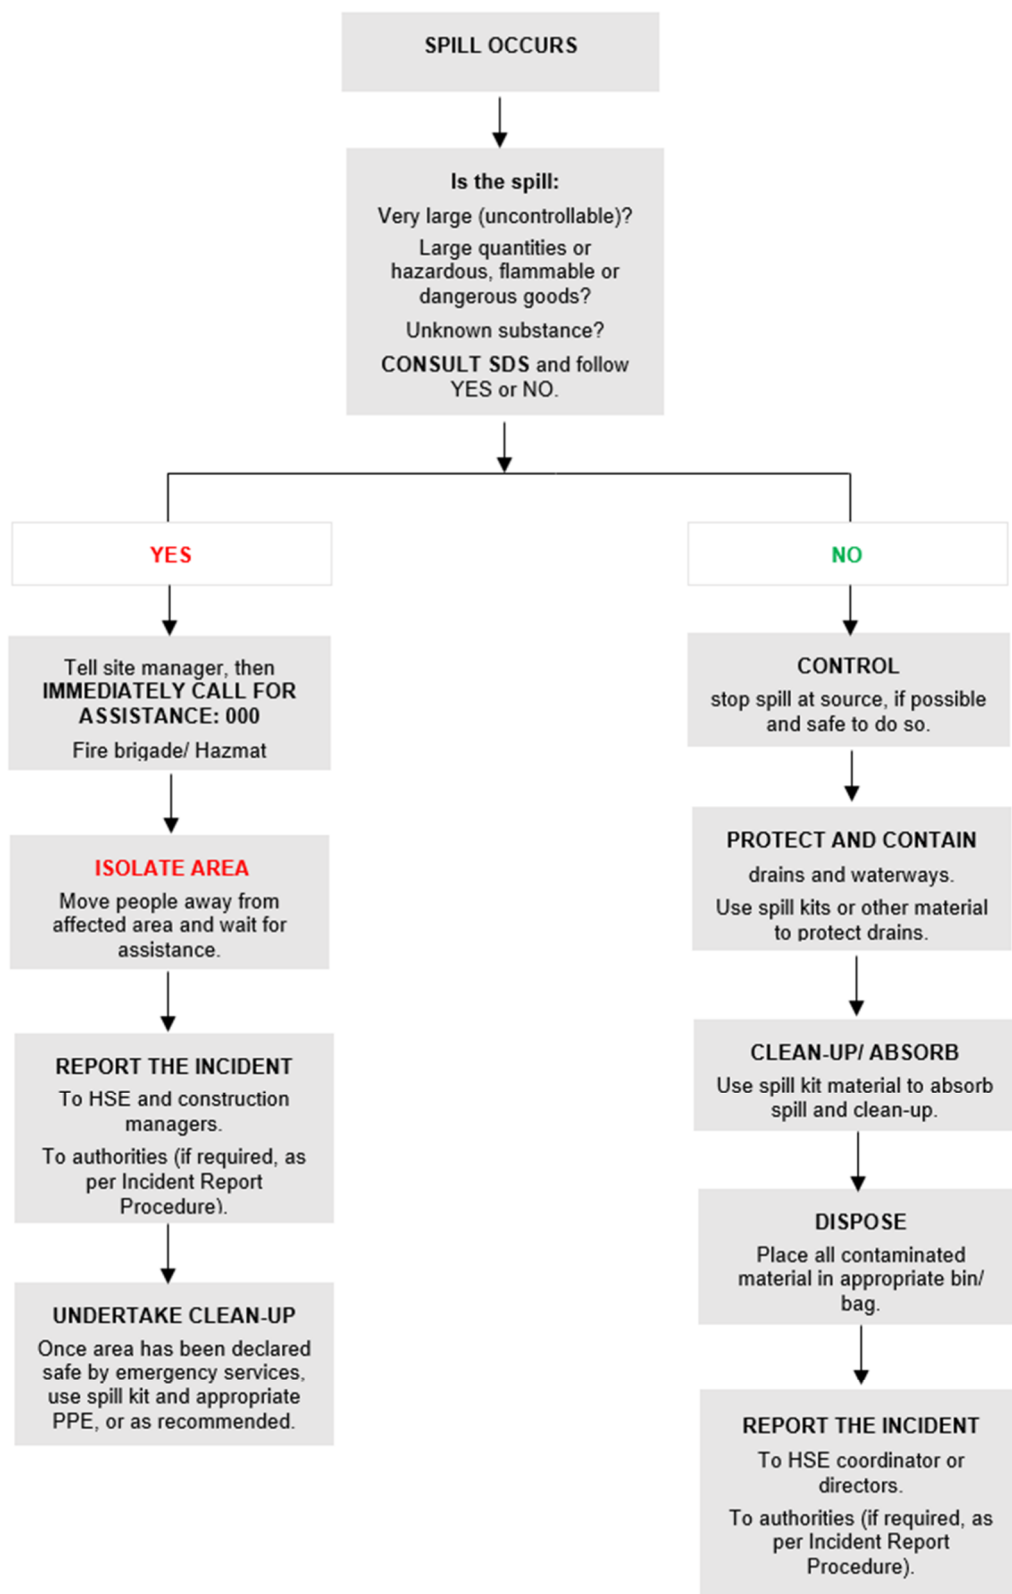 SPILL OCCURS
Is the spill:
Very large (uncontrollable)?
Large quantities or
hazardous, flammable or
dangerous goods?
Unknown substance?
CONSULT SDS and follow
YES or NO.
YES
Tell site manager, then
IMMEDIATELY CALL FOR
ASSISTANCE: 000
Fire brigade/ Hazmat
ISOLATE AREA
Move people away from
affected area and wait for
assistance.
REPORT THE INCIDENT
To HSE and construction
managers.
To authorities (if required, as
per Incident Report
Procedure).
UNDERTAKE CLEAN-UP
Once area has been declared
safe by emergency services,
use spill kit and appropriate
PPE, or as recommended.
NO
CONTROL
stop spill at source, if possible
and safe to do so.
PROTECT AND CONTAIN
drains and waterways.
Use spill kits or other material
to protect drains.
CLEAN-UP/ ABSORB
Use spill kit material to absorb
spill and clean-up.
DISPOSE
Place all contaminated
material in appropriate bin/
bag.
REPORT THE INCIDENT
To HSE coordinator or
directors.
To authorities (if required, as
per Incident Report
Procedure).